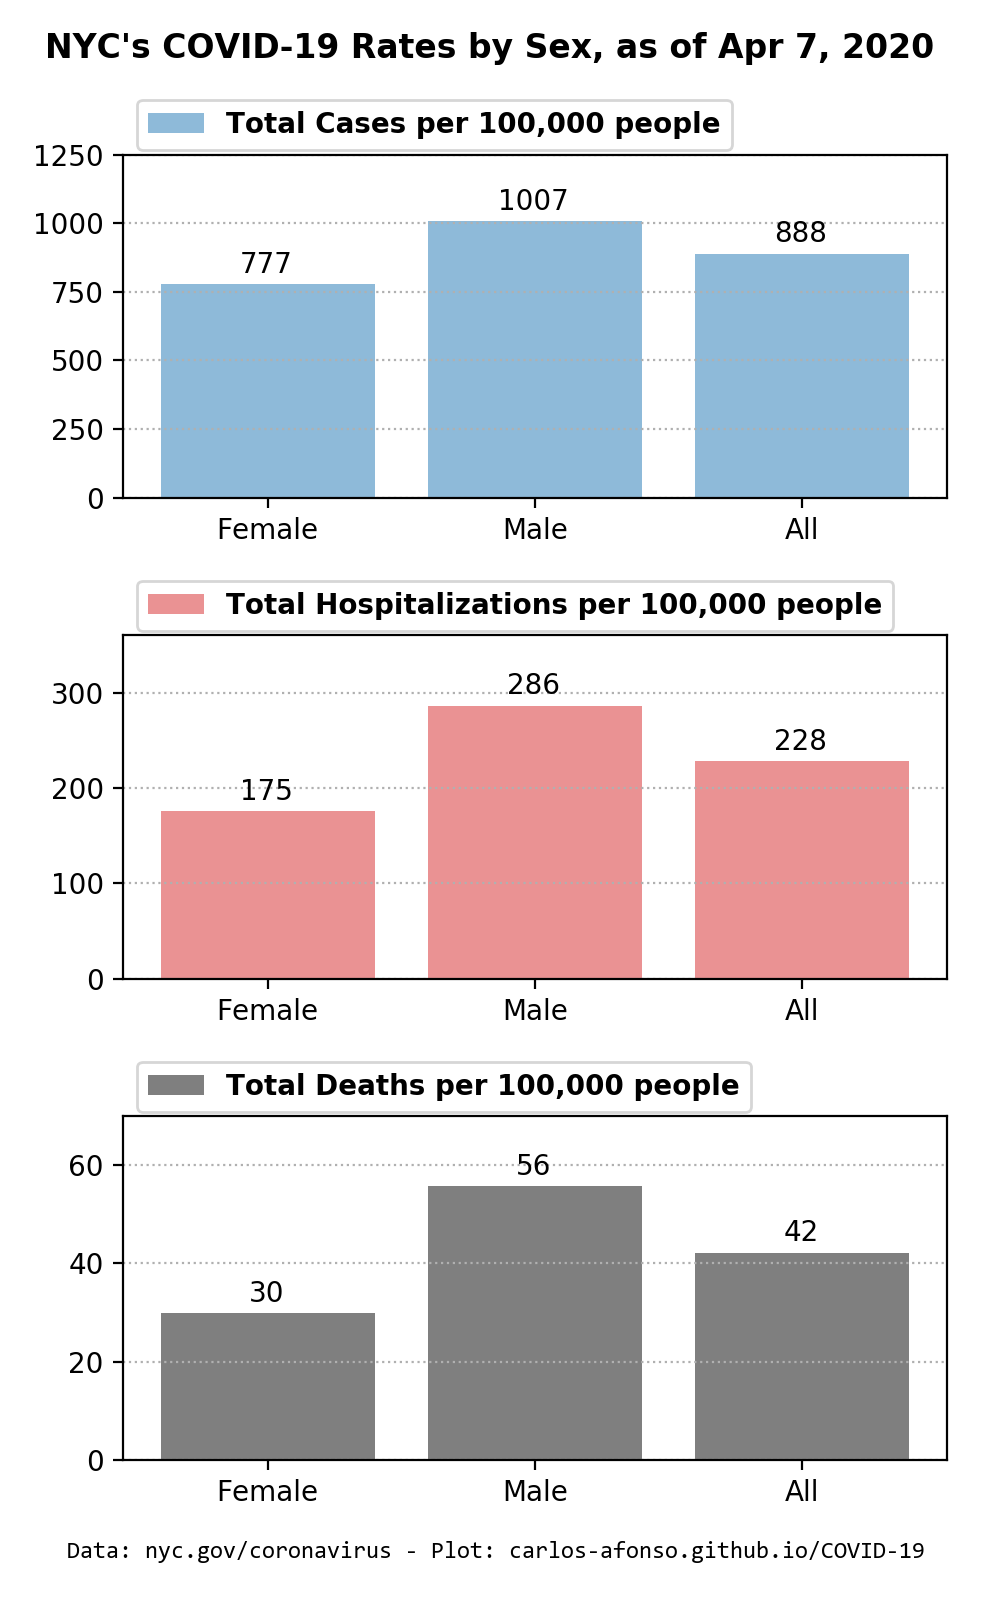 NYC's COVID-19 Rates by Sex, as of Apr 7, 2020
Total Cases per 100,000 people
1250
1000
750
500
250
0
777
1007
888
Female Male All
Total Hospitalizations per 100,000 people
300
200
100
0
175
286
228
Female Male All
Total Deaths per 100,000 people
60
40
20
0
30
56
42
Female Male All
Data: nyc.gov/coronavirus - Plot: carlos-afonso.github.io/COVID-19